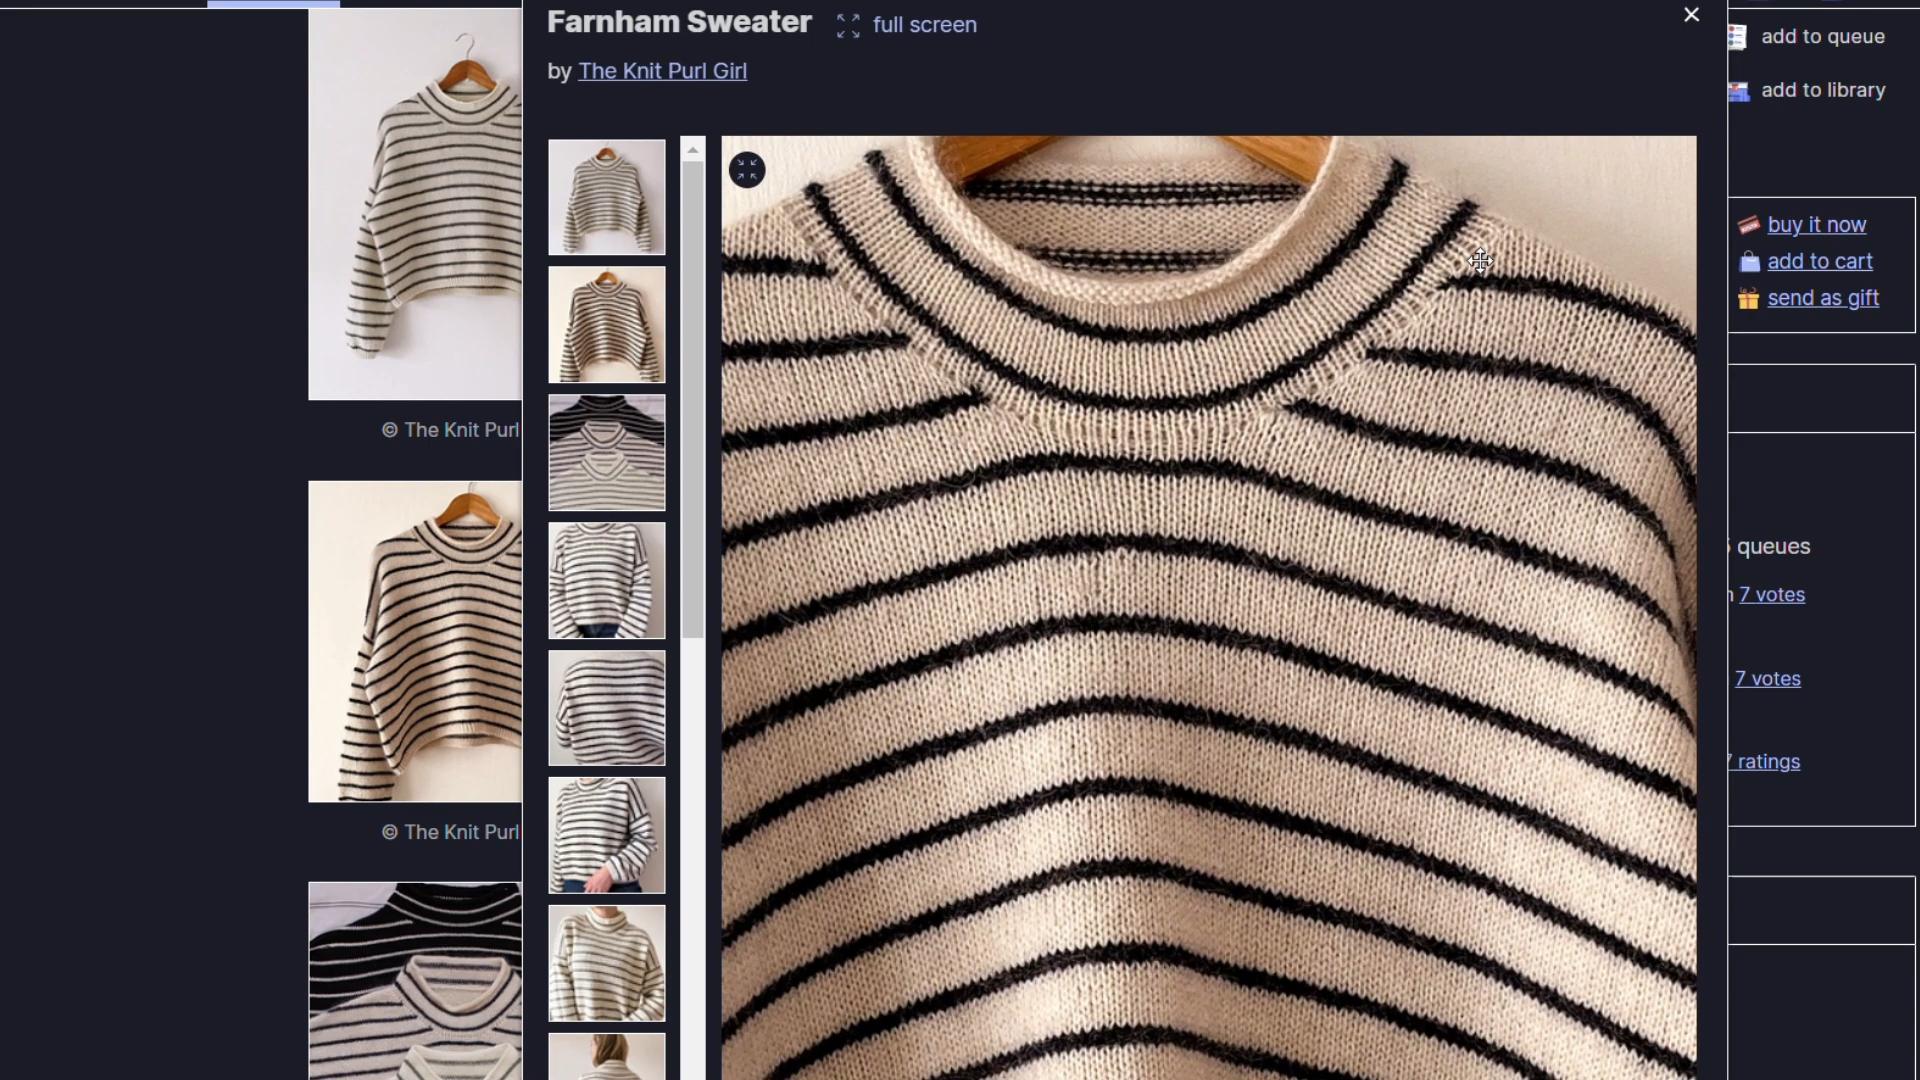 Farnham Sweater
full screen
by The Knit Purl Girl
© The Knit Purl
© The Knit Purl
add to queue
add to library
buy it now
add to cart
send as gift
queues
7 votes
7 votes
ratings